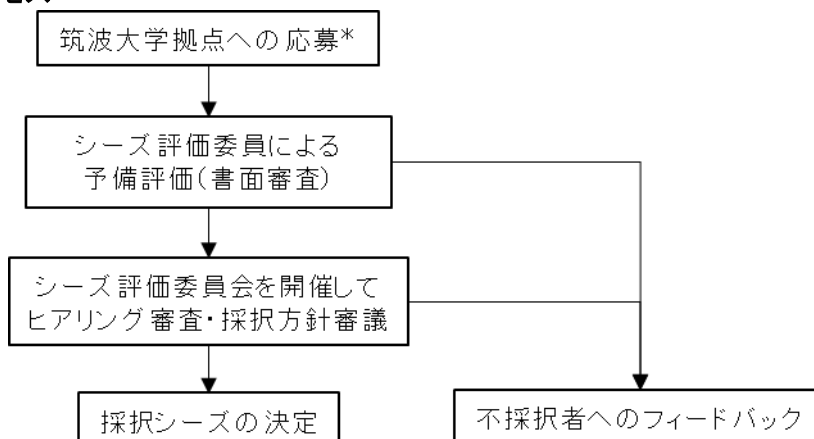 筑波大学拠点への応募*
シーズ評価委員による
予備評価(書面審査)
シーズ評価委員会を開催して
ヒアリング審査・採択方針審議
採択シーズの決定
不採択者へのフィードバック